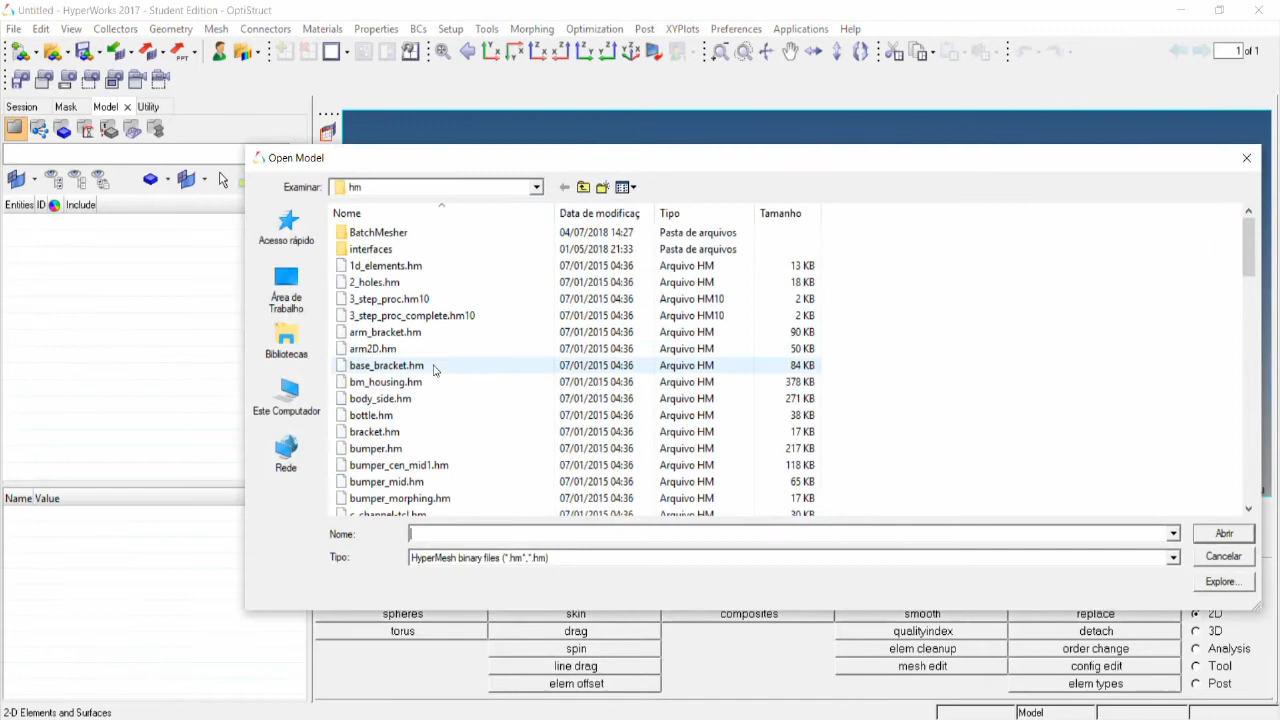 Untitled - HyperWorks 2017 - Student Edition - OptiStruct
File Edit View Collectors Geometry Mesh Connectors Materials Properties BCs Setup Tools Morphing Optimization Post XYPlots Preferences Applications Help
1 of 1
Session Mask Model Utility
Open Model
Examinar: hm
Entities ID Include
Nome Data de modificaç Tipo Tamanho
BatchMesher 04/07/2018 14:27 Pasta de arquivos
interfaces 01/05/2018 21:33 Pasta de arquivos
1d_elements.hm 07/01/2015 04:36 Arquivo HM 13 KB
2_holes.hm 07/01/2015 04:36 Arquivo HM 18 KB
3_step_proc.hm10 07/01/2015 04:36 Arquivo HM10 2 KB
3_step_proc_complete.hm10 07/01/2015 04:36 Arquivo HM10 2 KB
arm_bracket.hm 07/01/2015 04:36 Arquivo HM 90 KB
arm2D.hm 07/01/2015 04:36 Arquivo HM 50 KB
base_bracket.hm 07/01/2015 04:36 Arquivo HM 84 KB
bm_housing.hm 07/01/2015 04:36 Arquivo HM 378 KB
body_side.hm 07/01/2015 04:36 Arquivo HM 271 KB
bottle.hm 07/01/2015 04:36 Arquivo HM 38 KB
bracket.hm 07/01/2015 04:36 Arquivo HM 17 KB
bumper.hm 07/01/2015 04:36 Arquivo HM 217 KB
bumper_cen_mid1.hm 07/01/2015 04:36 Arquivo HM 118 KB
bumper_mid.hm 07/01/2015 04:36 Arquivo HM 65 KB
bumper_morphing.hm 07/01/2015 04:36 Arquivo HM 17 KB
c_channel-tcl.hm 07/01/2015 04:36 Arquivo HM 30 KB
Acesso rápido
Área de
Trabalho
Bibliotecas
Este Computador
Rede
Name Value
Nome: Abrir
Tipo: HyperMesh binary files (*.hm*,*.hm) Cancelar
Explore...
spheres skin composites smooth replace 2D
torus drag qualityindex detach 3D
spin elem cleanup order change Analysis
line drag mesh edit config edit Tool
elem offset elem types Post
2-D Elements and Surfaces Model